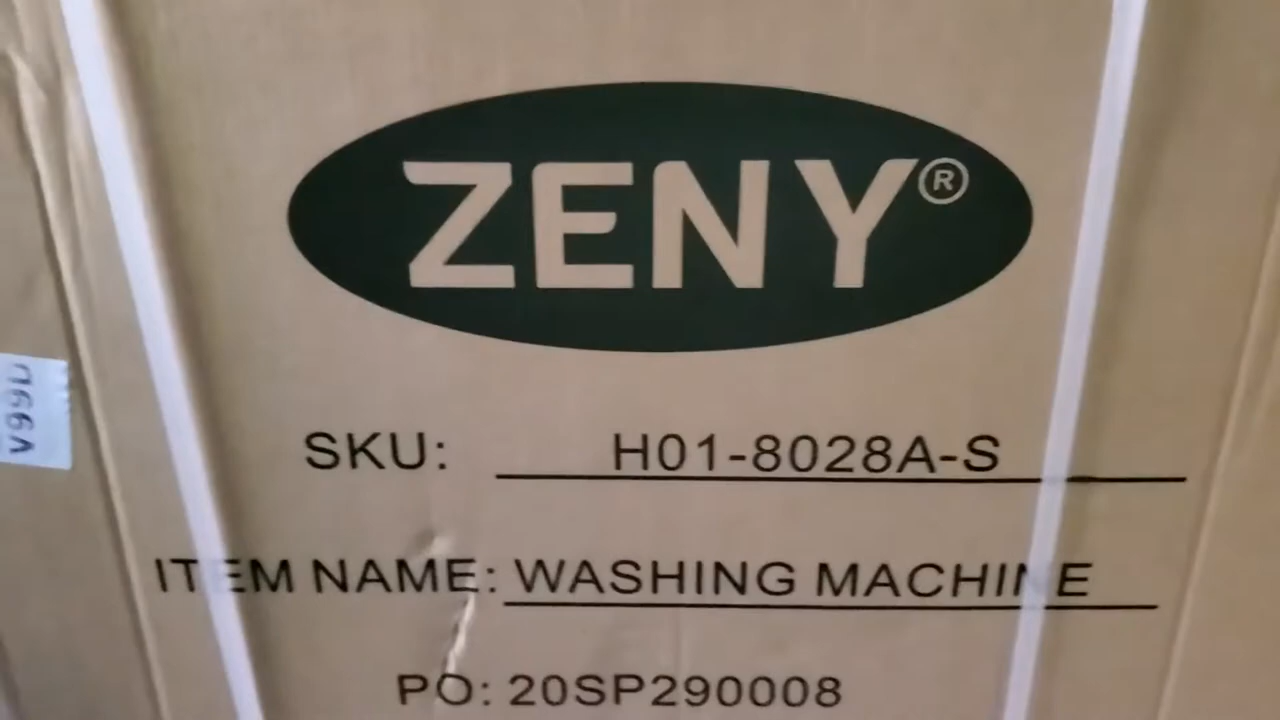 ZENY®
SKU: H01-8028A-S
ITEM NAME: WASHING MACHINE
PO: 20SP290008